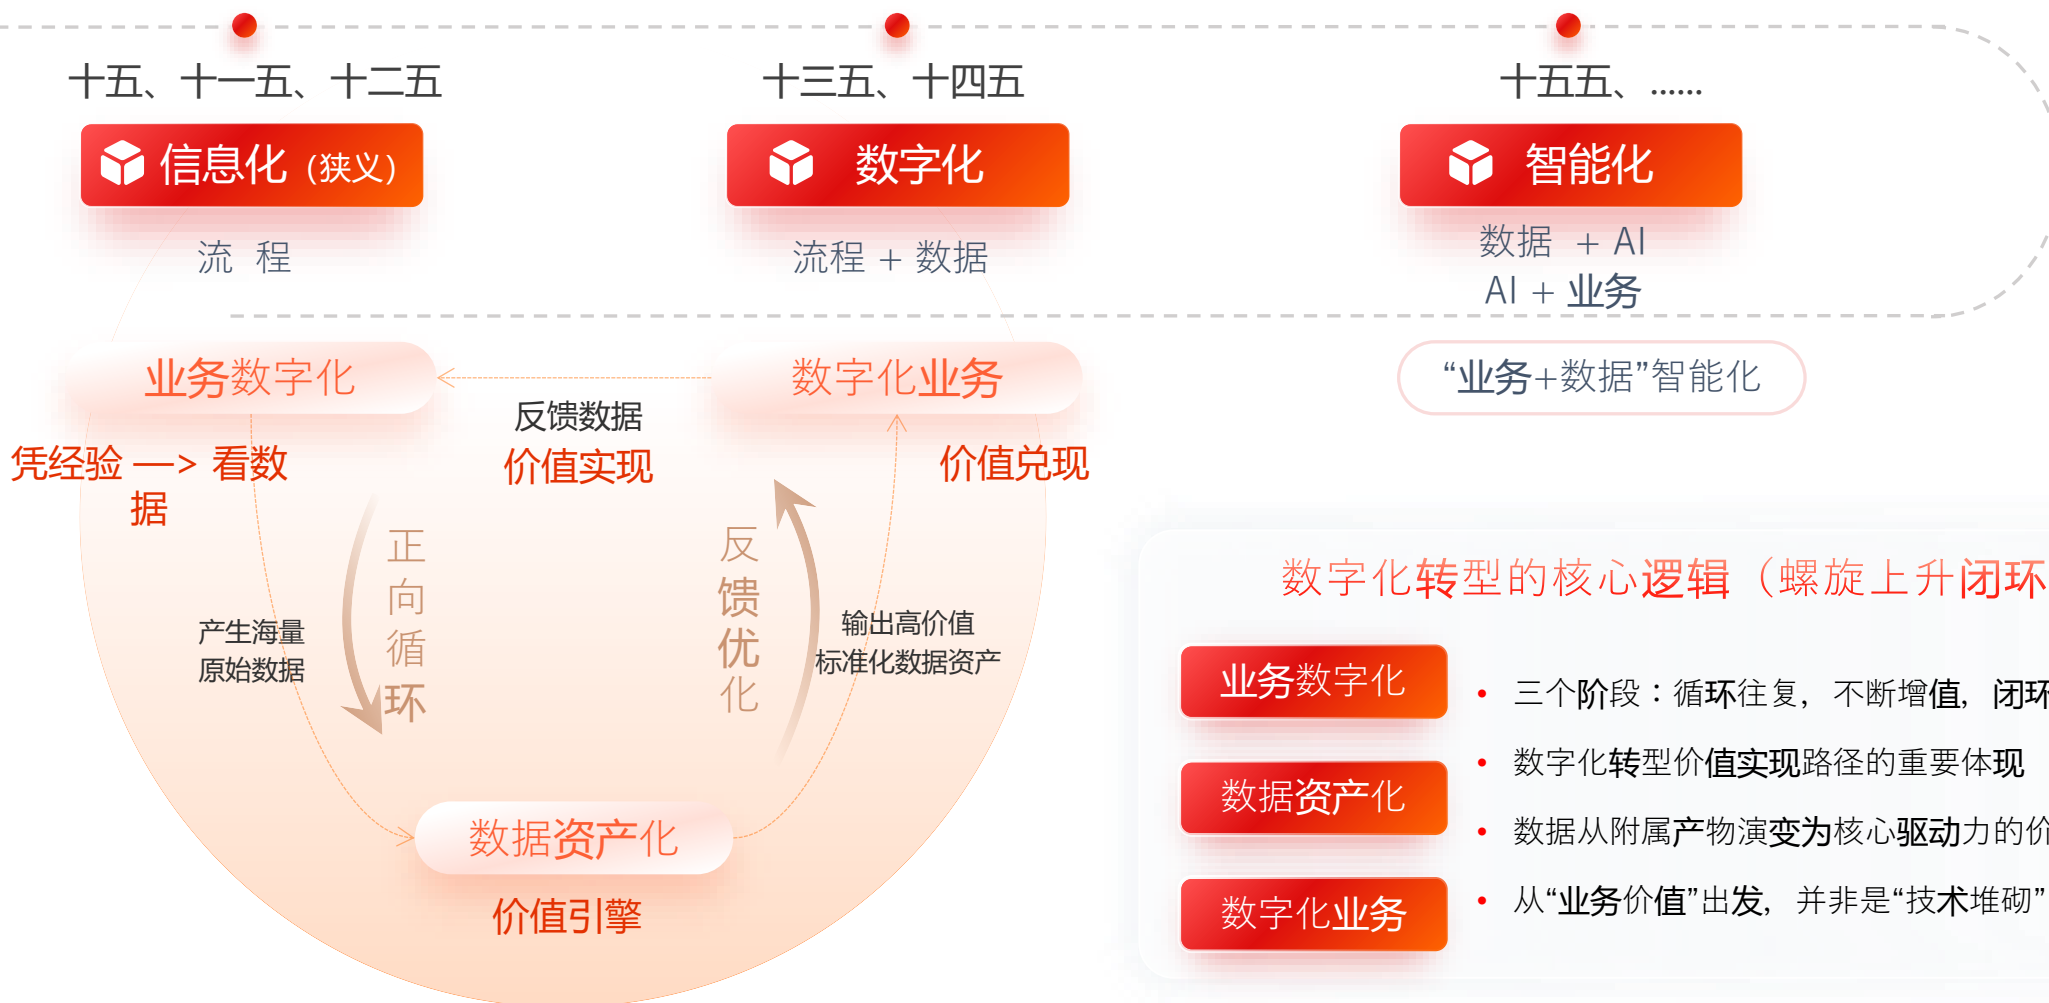 十五、十一五、十二五
十三五、十四五
十五五、……
信息化（狭义）
数字化
智能化
流 程
流程 + 数据
数据 + AI
AI + 业务
业务数字化
数字化业务
“业务+数据”智能化
反馈数据
价值实现
凭经验 —> 看数
据
价值兑现
正向循环
反馈优化
产生海量
原始数据
输出高价值
标准化数据资产
数据资产化
价值引擎
数字化转型的核心逻辑（螺旋上升闭环
业务数字化
数据资产化
数字化业务
• 三个阶段：循环往复，不断增值，闭环
• 数字化转型价值实现路径的重要体现
• 数据从附属产物演变为核心驱动力的价
• 从“业务价值”出发，并非是“技术堆砌”